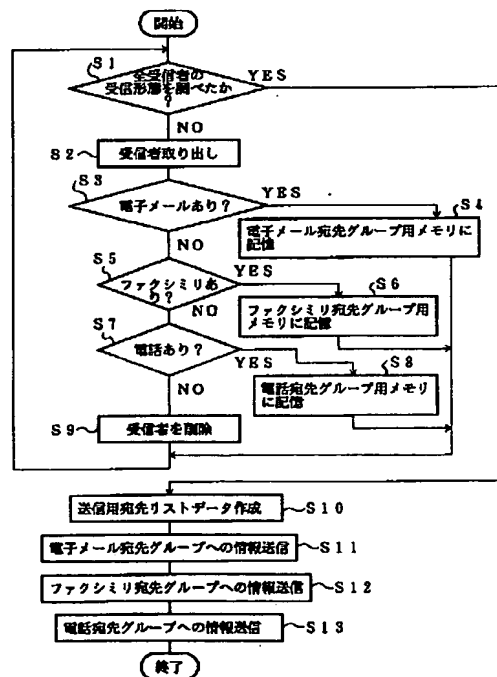 開始
S1
全受信者の
受信形態を調べたか
?
YES
NO
S2
受信者取り出し
S3
電子メールあり?
YES
S4
電子メール宛先グループ用メモリに
記憶
NO
S5
ファクシミリあ
り?
YES
S6
ファクシミリ宛先グループ用
メモリに記憶
NO
S7
電話あり?
YES
S8
電話宛先グループ用メモリ
に記憶
NO
S9
受信者を削除
送信用宛先リストデータ作成
S10
電子メール宛先グループへの情報送信
S11
ファクシミリ宛先グループへの情報送信
S12
電話宛先グループへの情報送信
S13
終了